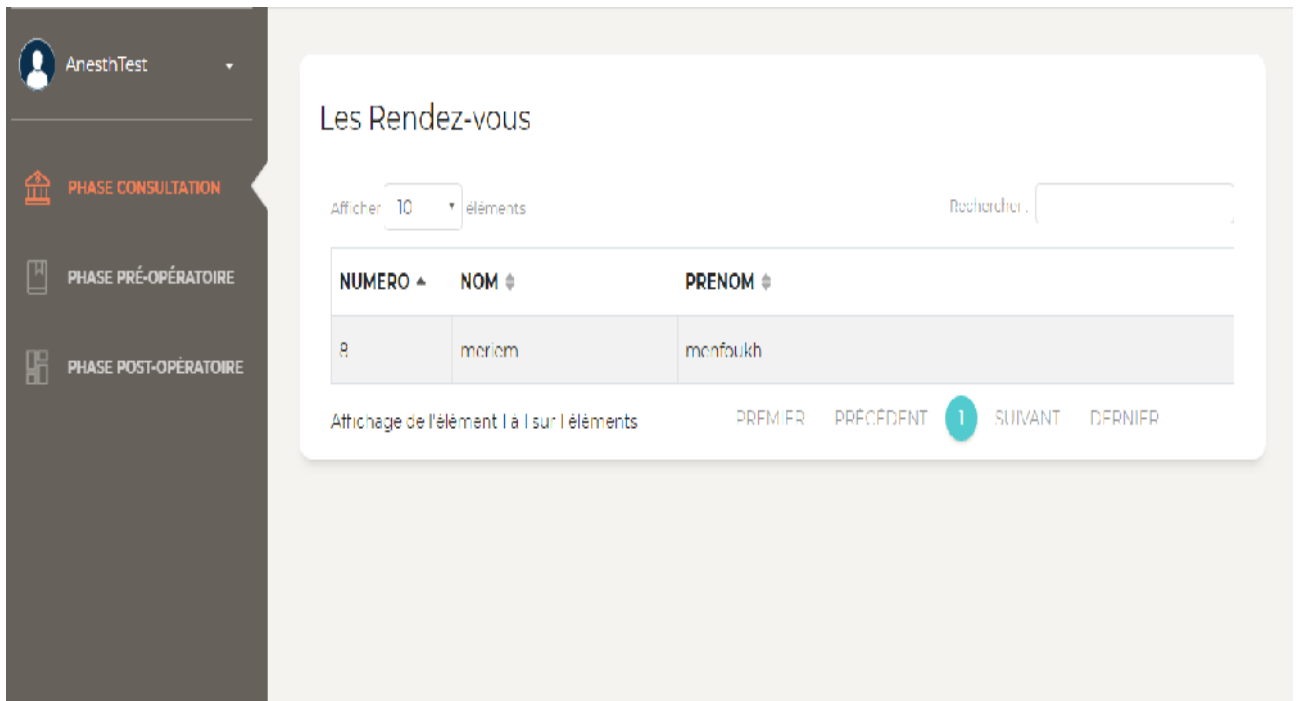 AnesthTest
PHASE CONSULTATION
PHASE PRÉ-OPÉRATOIRE
PHASE POST-OPÉRATOIRE
Les Rendez-vous
Afficher 10 éléments
Rechercher :
NUMERO NOM PRENOM
8 meriem menfoukh
Affichage de l'élément 1 à 1 sur 1 éléments
PREMIER PRÉCÉDENT 1 SUIVANT DERNIER